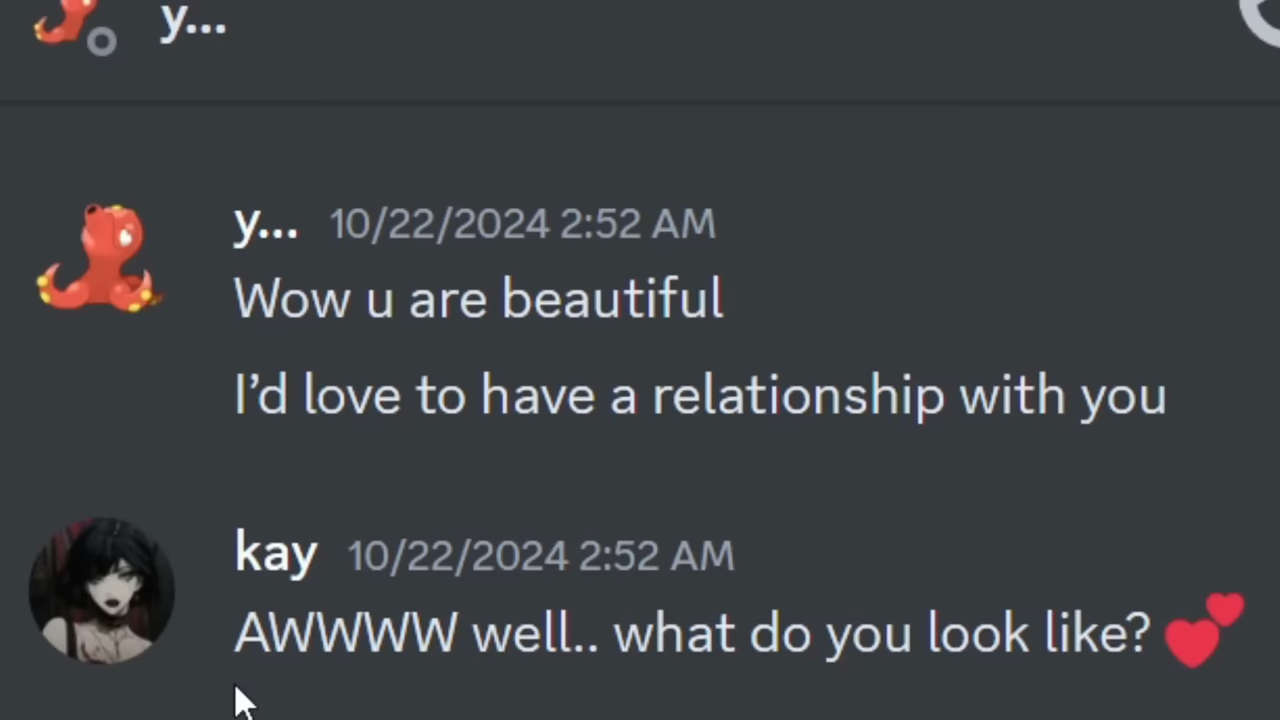 y...
y... 10/22/2024 2:52 AM
Wow u are beautiful
I’d love to have a relationship with you
kay 10/22/2024 2:52 AM
AWWWW well.. what do you look like? 💕